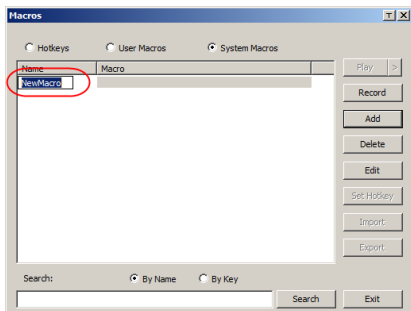 Macros
Hotkeys User Macros System Macros
Name Macro
NewMacro
Play >
Record
Add
Delete
Edit
Set Hotkey
Import
Export
Search: By Name By Key
Search Exit